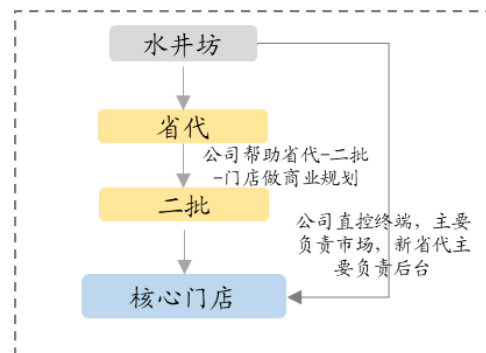 水井坊
省代
公司帮助省代-二批
-门店做商业规划
二批
公司直控终端，主要
负责市场，新省代主
要负责后台
核心门店